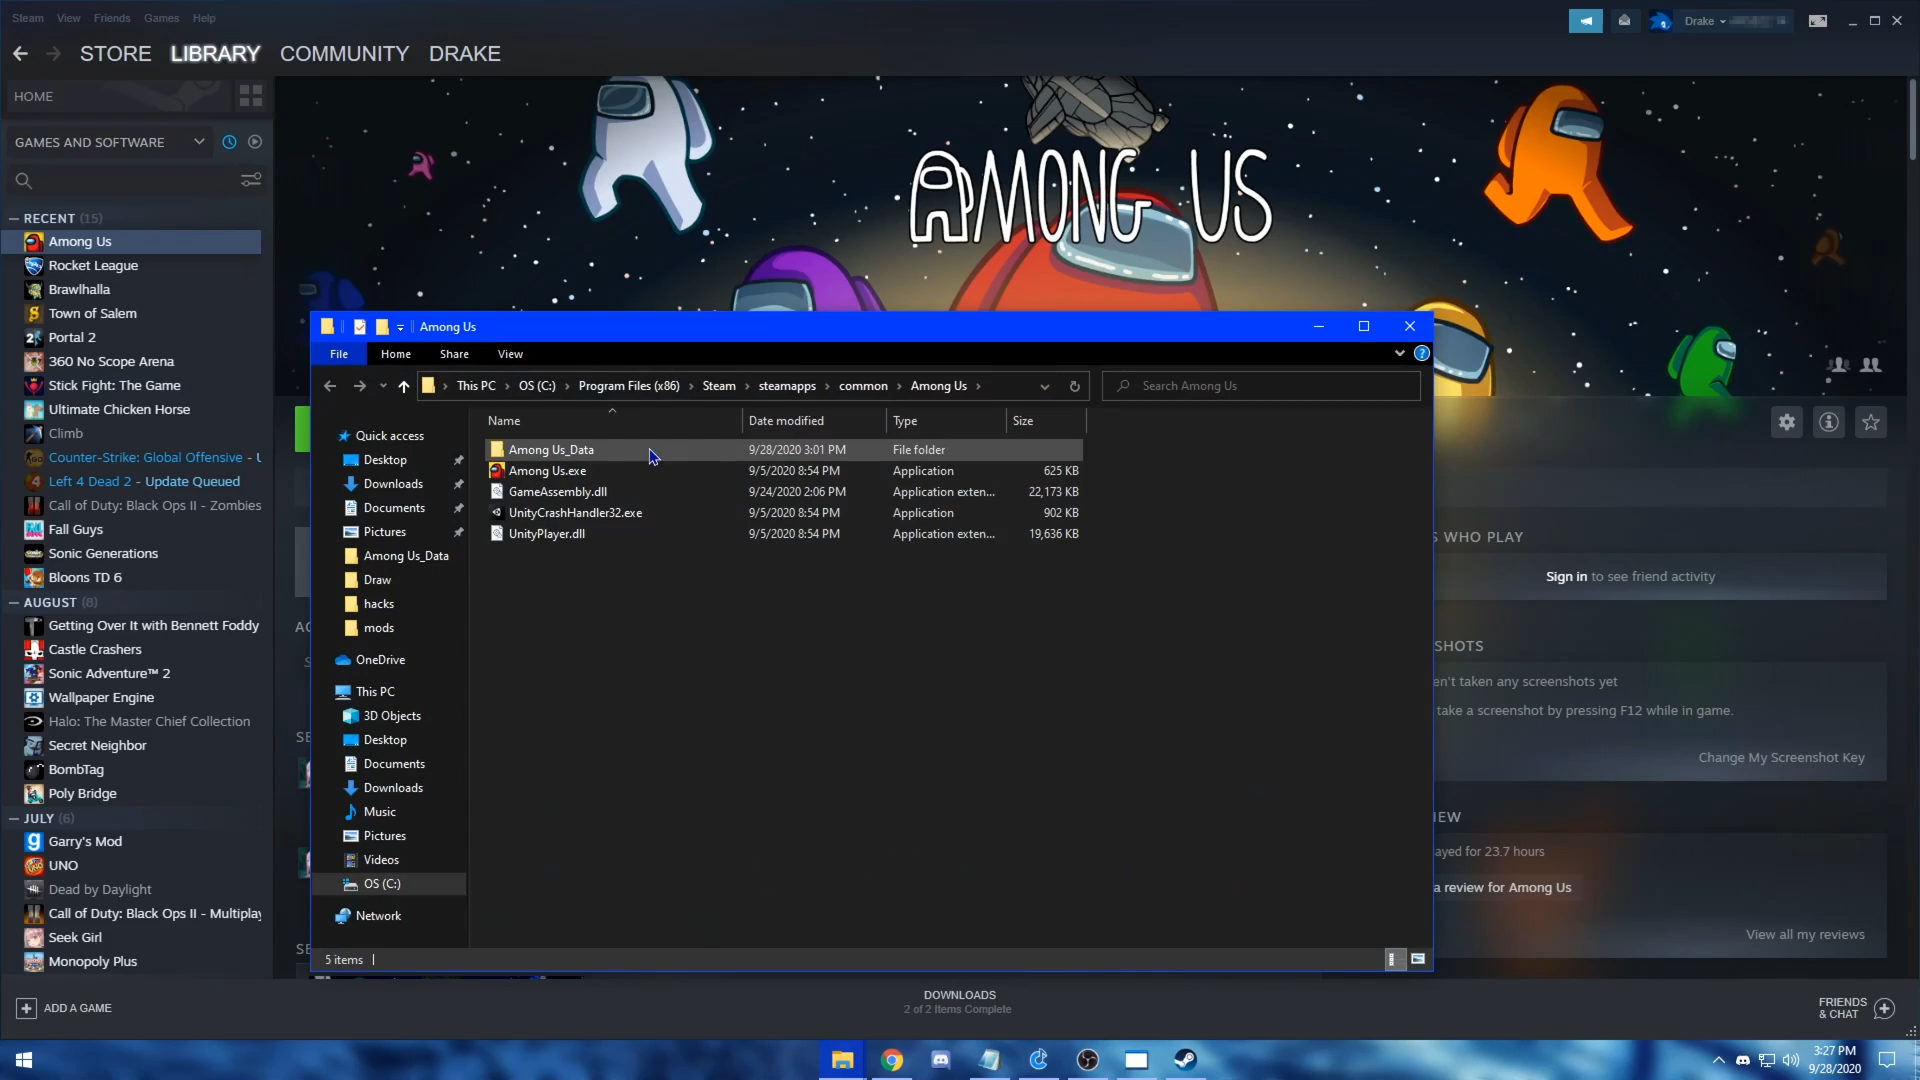 Steam View Friends Games Help
Drake
STORE LIBRARY COMMUNITY DRAKE
HOME
GAMES AND SOFTWARE
RECENT (15)
Among Us
Rocket League
Brawlhalla
Town of Salem
Portal 2
360 No Scope Arena
Stick Fight: The Game
Ultimate Chicken Horse
Climb
Counter-Strike: Global Offensive - U
Left 4 Dead 2 - Update Queued
Call of Duty: Black Ops II - Zombies
Fall Guys
Sonic Generations
Bloons TD 6
AUGUST (8)
Getting Over It with Bennett Foddy
Castle Crashers
Sonic Adventure™ 2
Wallpaper Engine
Halo: The Master Chief Collection
Secret Neighbor
BombTag
Poly Bridge
JULY (6)
Garry's Mod
UNO
Dead by Daylight
Call of Duty: Black Ops II - Multiplay
Seek Girl
Monopoly Plus
ADD A GAME
AMONG US
Among Us
File Home Share View
This PC › OS (C:) › Program Files (x86) › Steam › steamapps › common › Among Us ›
Search Among Us
Name Date modified Type Size
Among Us_Data 9/28/2020 3:01 PM File folder
Among Us.exe 9/5/2020 8:54 PM Application 625 KB
GameAssembly.dll 9/24/2020 2:06 PM Application exten... 22,173 KB
UnityCrashHandler32.exe 9/5/2020 8:54 PM Application 902 KB
UnityPlayer.dll 9/5/2020 8:54 PM Application exten... 19,636 KB
Quick access
Desktop
Downloads
Documents
Pictures
Among Us_Data
Draw
hacks
mods
OneDrive
This PC
3D Objects
Desktop
Documents
Downloads
Music
Pictures
Videos
OS (C:)
Network
5 items
S WHO PLAY
Sign in to see friend activity
SHOTS
en't taken any screenshots yet
take a screenshot by pressing F12 while in game.
Change My Screenshot Key
IEW
ayed for 23.7 hours
a review for Among Us
View all my reviews
DOWNLOADS
2 of 2 Items Complete
FRIENDS
& CHAT
3:27 PM
9/28/2020